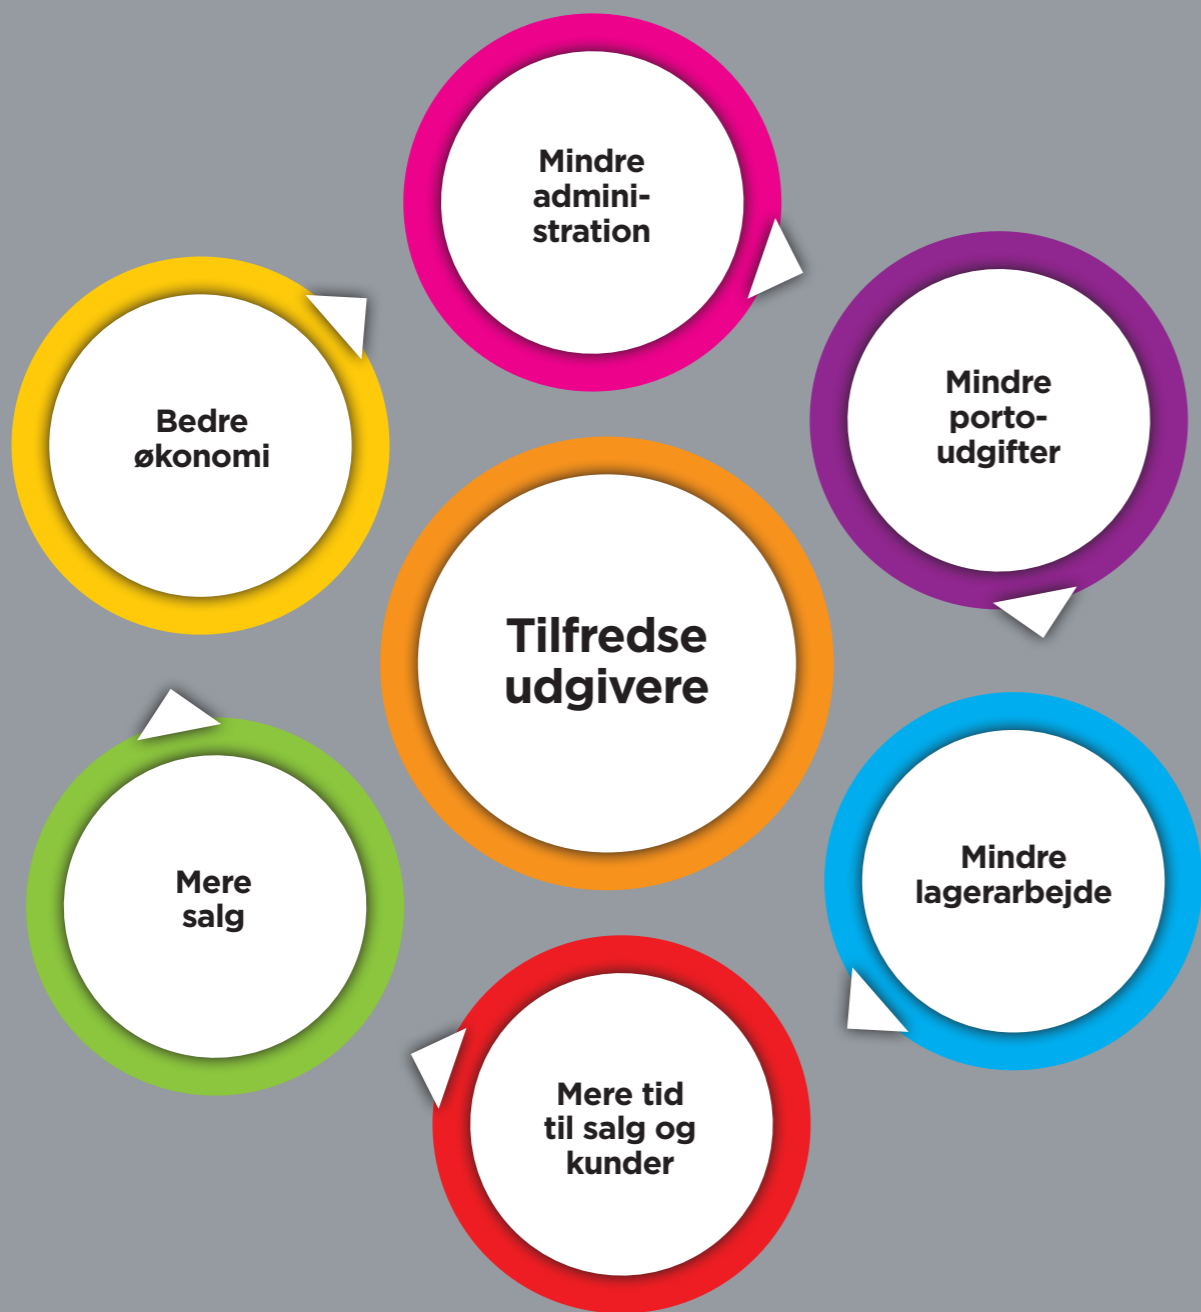 Mindre
admini-
stration
Mindre
porto-
udgifter
Bedre
økonomi
Tilfredse
udgivere
Mindre
lagerarbejde
Mere
salg
Mere tid
til salg og
kunder